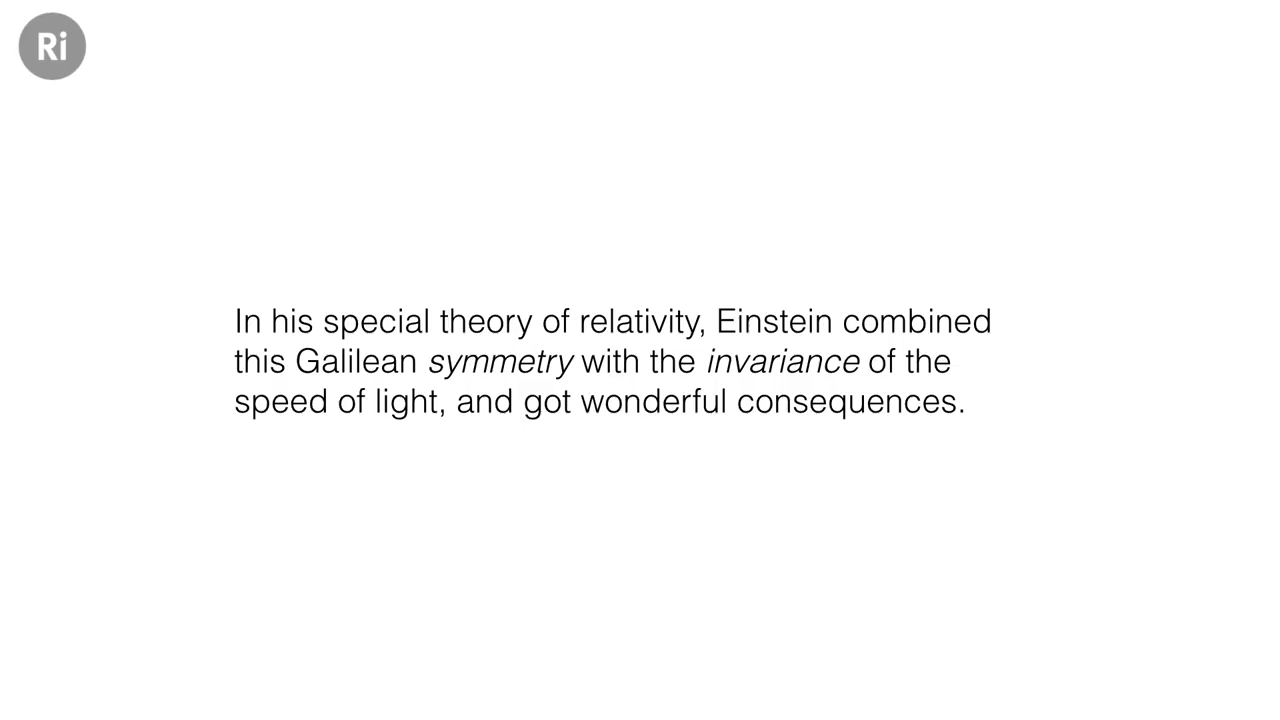 Ri
In his special theory of relativity, Einstein combined
this Galilean symmetry with the invariance of the
speed of light, and got wonderful consequences.